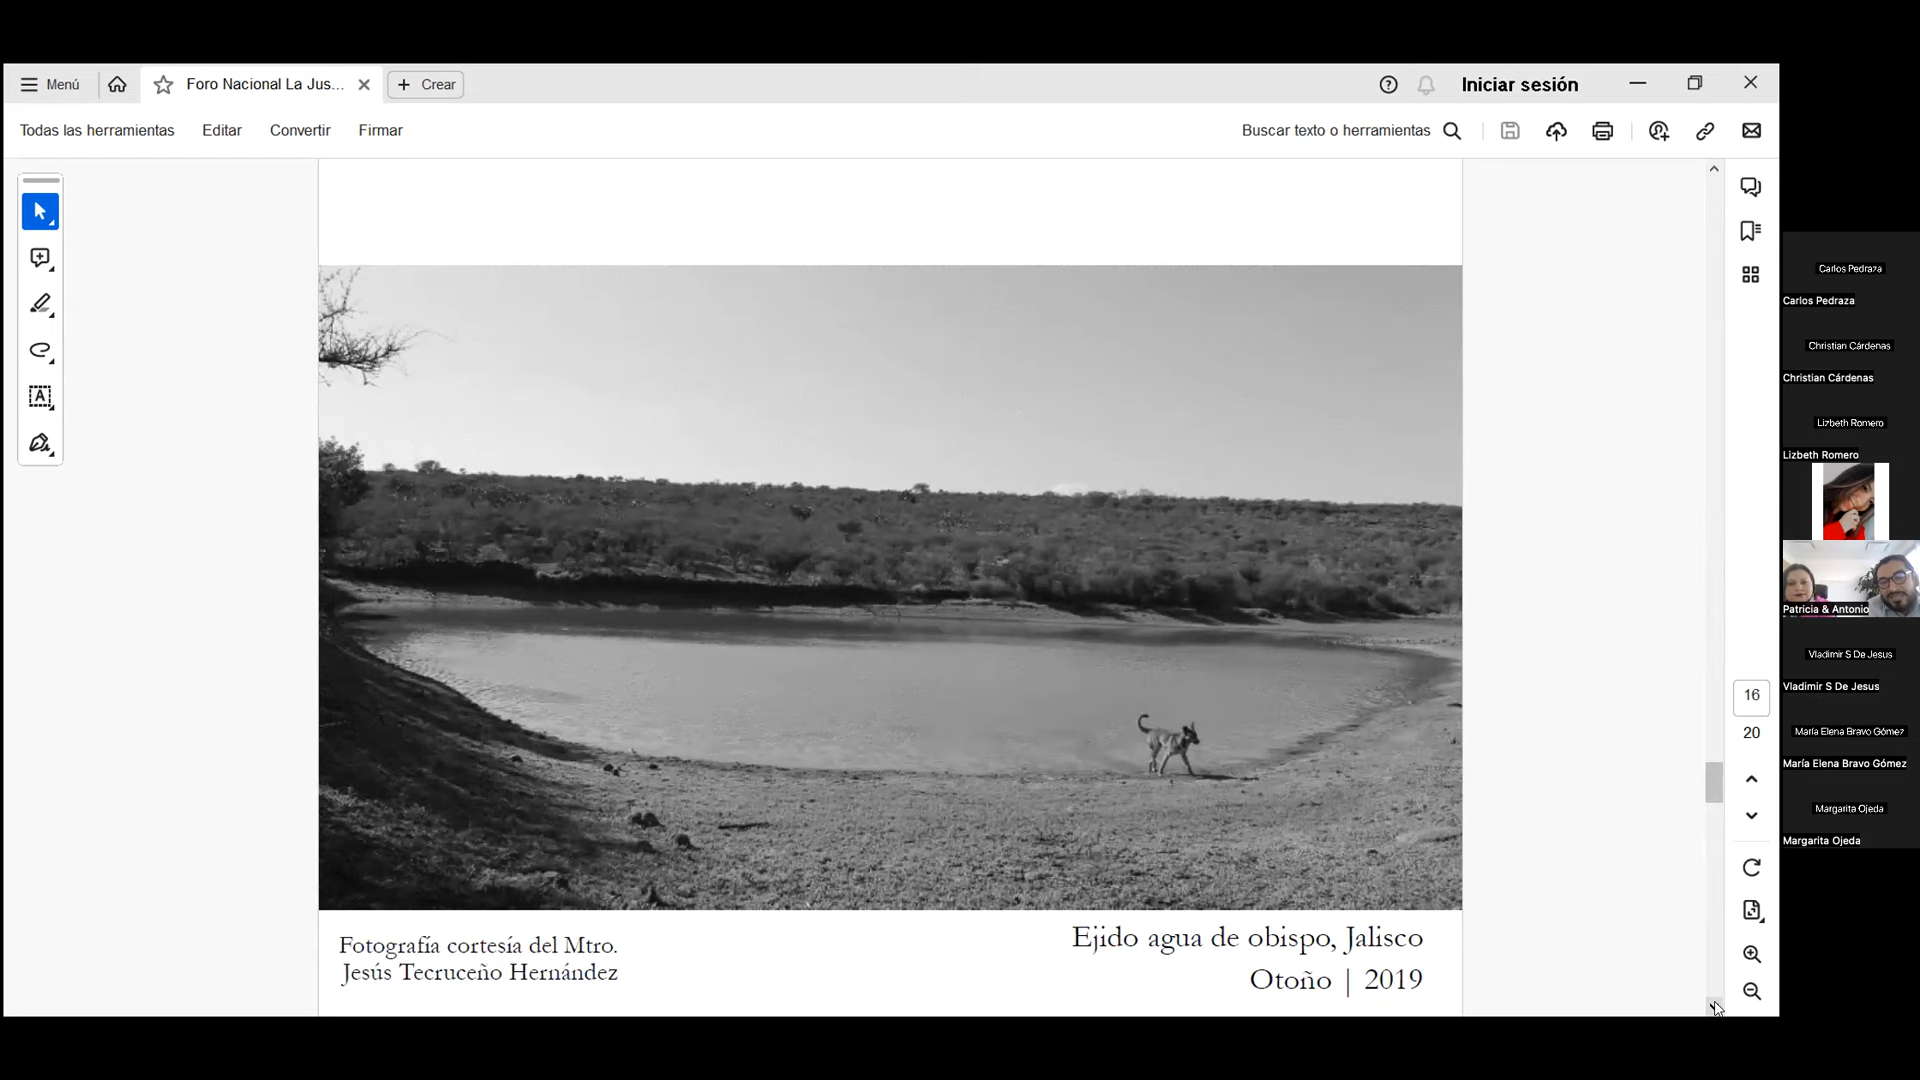 Menú
Foro Nacional La Jus...
Crear
Iniciar sesión
Todas las herramientas
Editar
Convertir
Firmar
Buscar texto o herramientas
16
20
Fotografía cortesía del Mtro.
Jesús Tecruceño Hernández
Ejido agua de obispo, Jalisco
Otoño | 2019
Carlos Pedraza
Carlos Pedraza
Christian Cárdenas
Christian Cárdenas
Lizbeth Romero
Lizbeth Romero
Patricia & Antonio
Vladimir S De Jesus
Vladimir S De Jesus
María Elena Bravo Gómez
María Elena Bravo Gómez
Margarita Ojeda
Margarita Ojeda